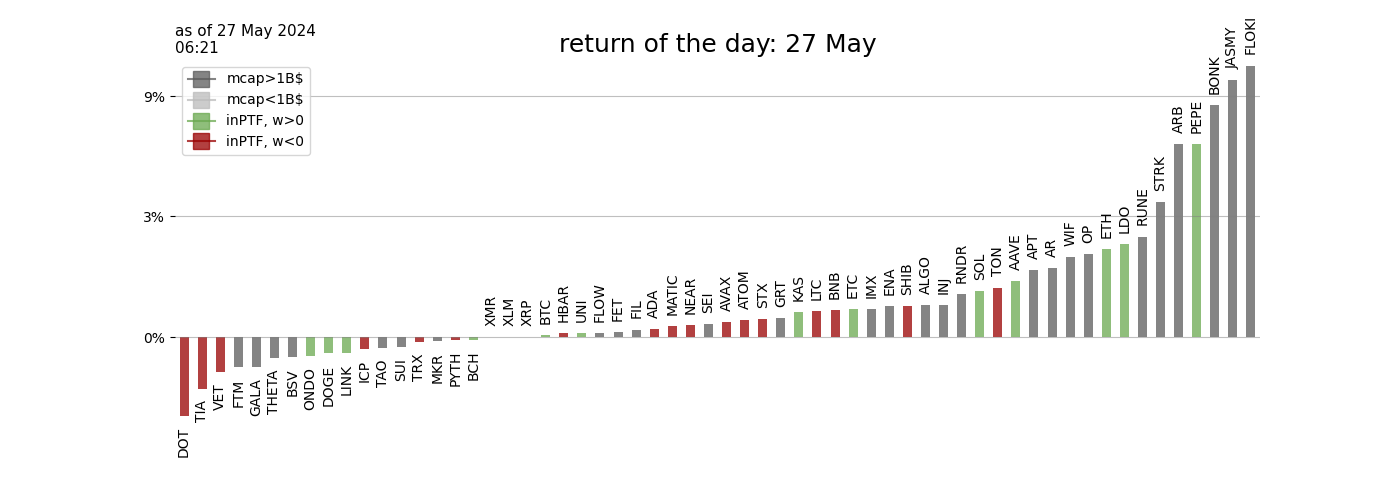 as of 27 May 2024
06:21
return of the day: 27 May
mcap>1B$
mcap<1B$
inPTF, w>0
inPTF, w<0
9%
3%
0%
DOT
TIA
VET
FTM
GALA
THETA
BSV
ONDO
DOGE
LINK
ICP
TAO
SUI
TRX
MKR
PYTH
BCH
XMR
XLM
XRP
BTC
HBAR
UNI
FLOW
FET
FIL
ADA
MATIC
NEAR
SEI
AVAX
ATOM
STX
GRT
KAS
LTC
BNB
ETC
IMX
ENA
SHIB
ALGO
INJ
RNDR
SOL
TON
AAVE
APT
AR
WIF
OP
ETH
LDO
RUNE
STRK
ARB
PEPE
BONK
JASMY
FLOKI